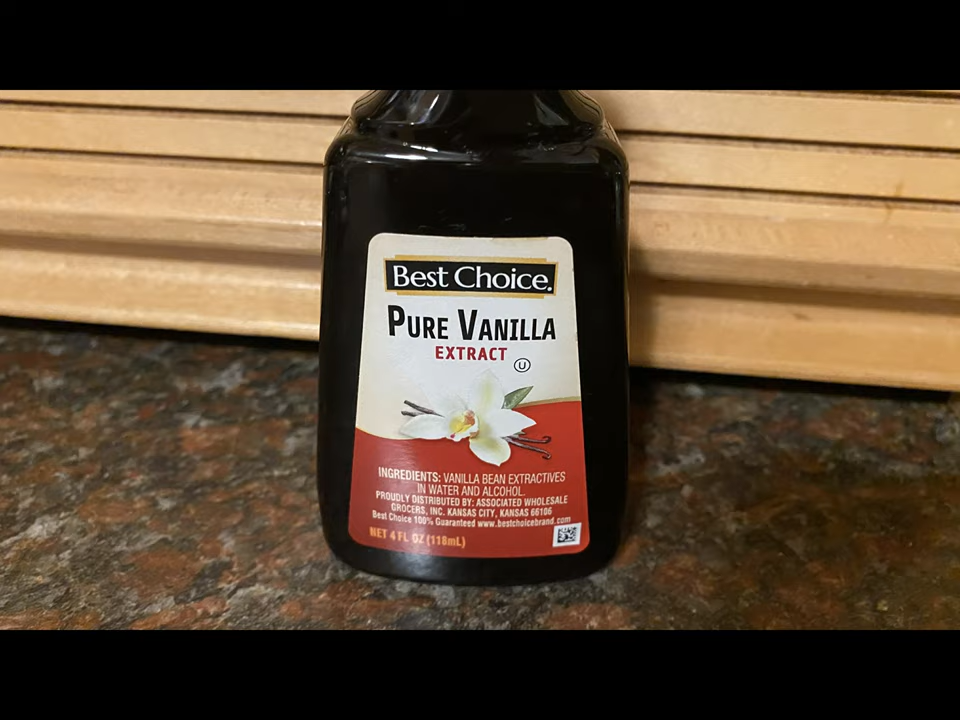 Best Choice.
PURE VANILLA
EXTRACT
U
INGREDIENTS: VANILLA BEAN EXTRACTIVES
IN WATER AND ALCOHOL.
PROUDLY DISTRIBUTED BY: ASSOCIATED WHOLESALE
GROCERS, INC. KANSAS CITY, KANSAS 66106
Best Choice 100% Guaranteed www.bestchoicebrand.com
NET 4 FL OZ (118mL)